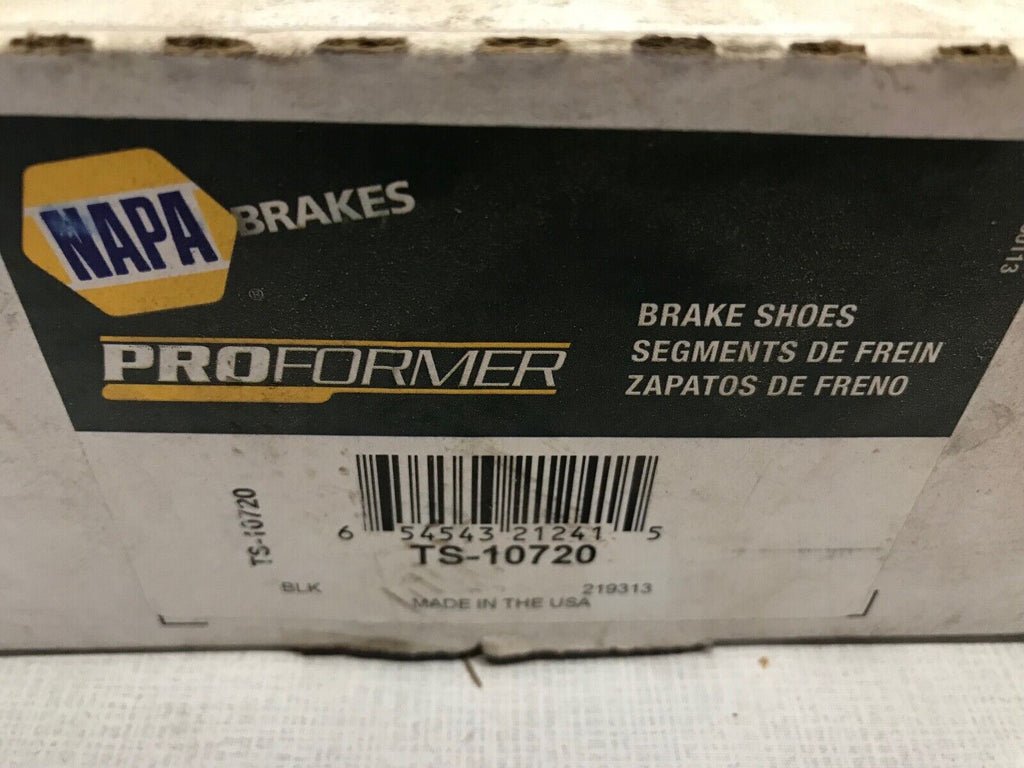 NAPA BRAKES
®
PROFORMER
BRAKE SHOES
SEGMENTS DE FREIN
ZAPATOS DE FRENO
TS-10720
6 54543 21241 5
TS-10720
BLK 219313
MADE IN THE USA